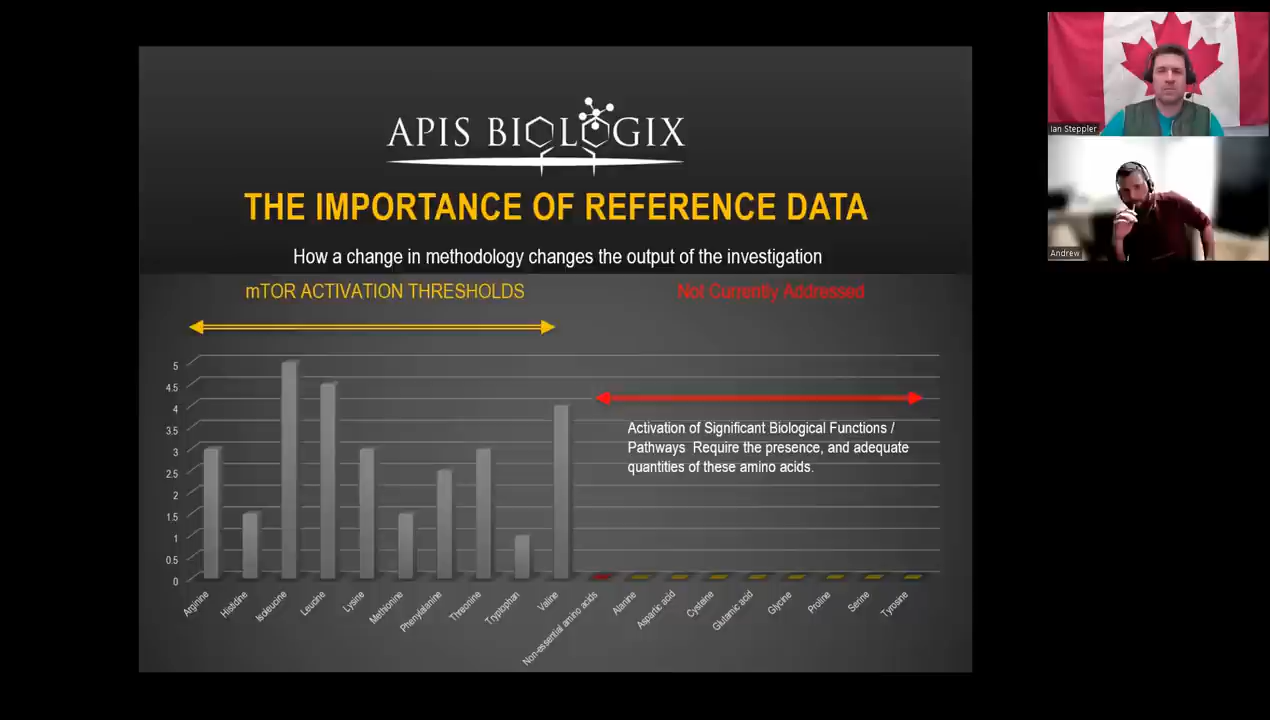 APIS BIOLOGIX
THE IMPORTANCE OF REFERENCE DATA
How a change in methodology changes the output of the investigation
mTOR ACTIVATION THRESHOLDS
Not Currently Addressed
Activation of Significant Biological Functions /
Pathways Require the presence, and adequate
quantities of these amino acids.
5
4.5
4
3.5
3
2.5
2
1.5
1
0.5
0
Arginine
Histidine
Isoleucine
Leucine
Lysine
Methionine
Phenylalanine
Threonine
Tryptophan
Valine
Non-essential amino acids
Alanine
Aspartic acid
Cysteine
Glutamic acid
Glycine
Proline
Serine
Tyrosine
Ian Steppler
Andrew